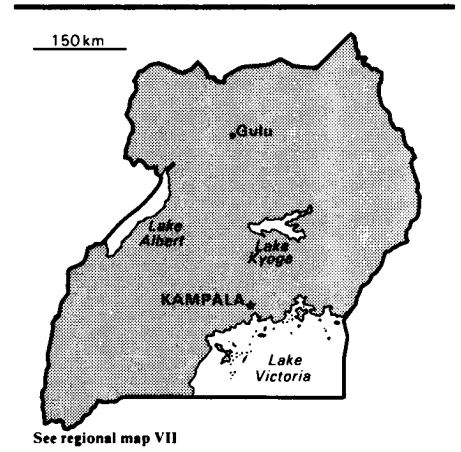 150 km
Gulu
Lake
Albert
Lake
Kyoga
KAMPALA
Lake
Victoria
See regional map VII